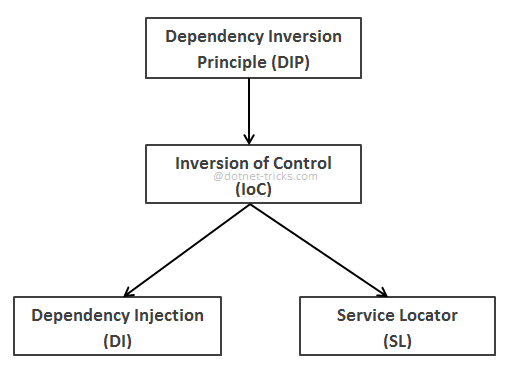 Dependency Inversion
Principle (DIP)
Inversion of Control
@dotnet-tricks.com
(IoC)
Dependency Injection
(DI)
Service Locator
(SL)